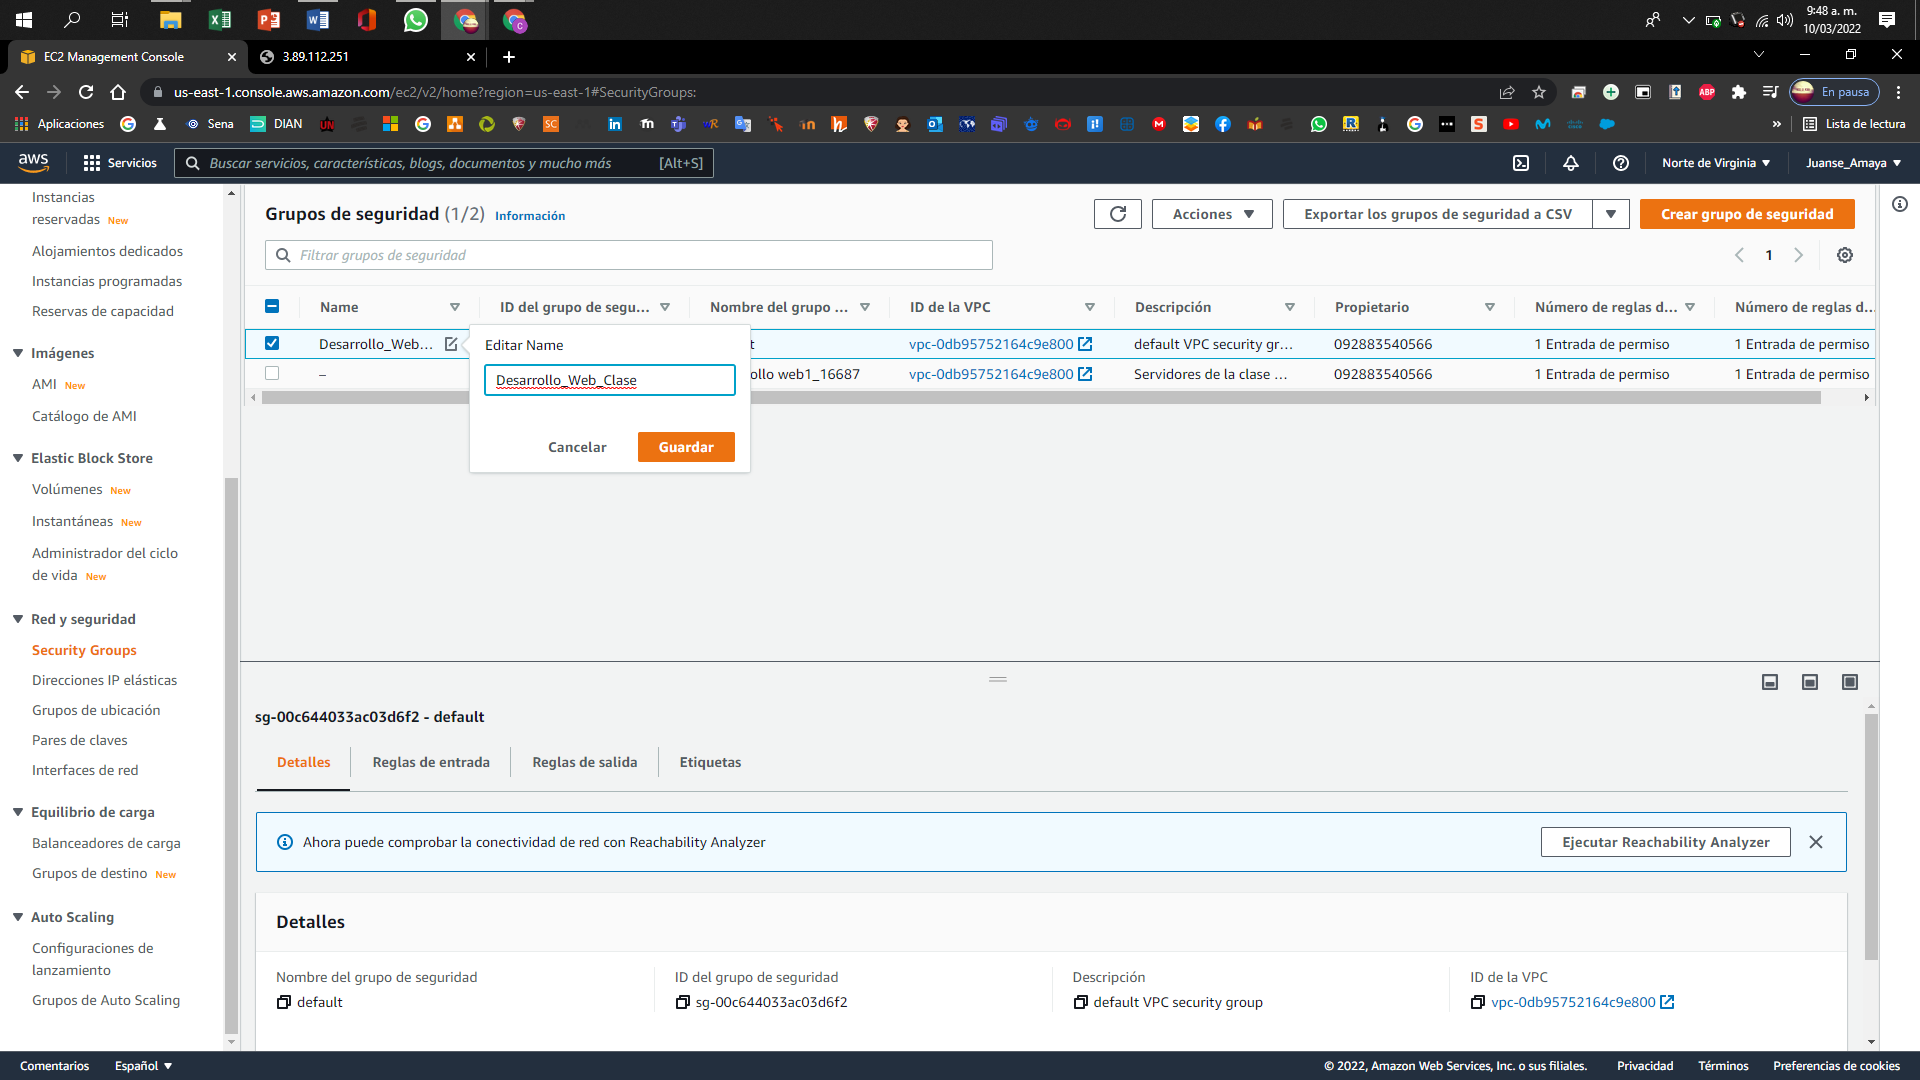 9:48 a. m.
10/03/2022
EC2 Management Console
3.89.112.251
us-east-1.console.aws.amazon.com/ec2/v2/home?region=us-east-1#SecurityGroups:
En pausa
Aplicaciones
Sena
DIAN
Lista de lectura
aws
Servicios
Buscar servicios, características, blogs, documentos y mucho más
[Alt+S]
Norte de Virginia
Juanse_Amaya
Instancias
reservadas New
Alojamientos dedicados
Instancias programadas
Reservas de capacidad
Imágenes
AMI New
Catálogo de AMI
Elastic Block Store
Volúmenes New
Instantáneas New
Administrador del ciclo
de vida New
Red y seguridad
Security Groups
Direcciones IP elásticas
Grupos de ubicación
Pares de claves
Interfaces de red
Equilibrio de carga
Balanceadores de carga
Grupos de destino New
Auto Scaling
Configuraciones de
lanzamiento
Grupos de Auto Scaling
Grupos de seguridad (1/2) Información
Acciones
Exportar los grupos de seguridad a CSV
Crear grupo de seguridad
Filtrar grupos de seguridad
1
Name ID del grupo de segu... Nombre del grupo ... ID de la VPC Descripción Propietario Número de reglas d... Número de reglas d...
Desarrollo_Web... t vpc-0db95752164c9e800 default VPC security gr... 092883540566 1 Entrada de permiso 1 Entrada de permiso
– ollo web1_16687 vpc-0db95752164c9e800 Servidores de la clase ... 092883540566 1 Entrada de permiso 1 Entrada de permiso
Editar Name
Desarrollo_Web_Clase
Cancelar
Guardar
sg-00c644033ac03d6f2 - default
Detalles
Reglas de entrada
Reglas de salida
Etiquetas
Ahora puede comprobar la conectividad de red con Reachability Analyzer
Ejecutar Reachability Analyzer
Detalles
Nombre del grupo de seguridad
default
ID del grupo de seguridad
sg-00c644033ac03d6f2
Descripción
default VPC security group
ID de la VPC
vpc-0db95752164c9e800
Comentarios
Español
© 2022, Amazon Web Services, Inc. o sus filiales.
Privacidad
Términos
Preferencias de cookies